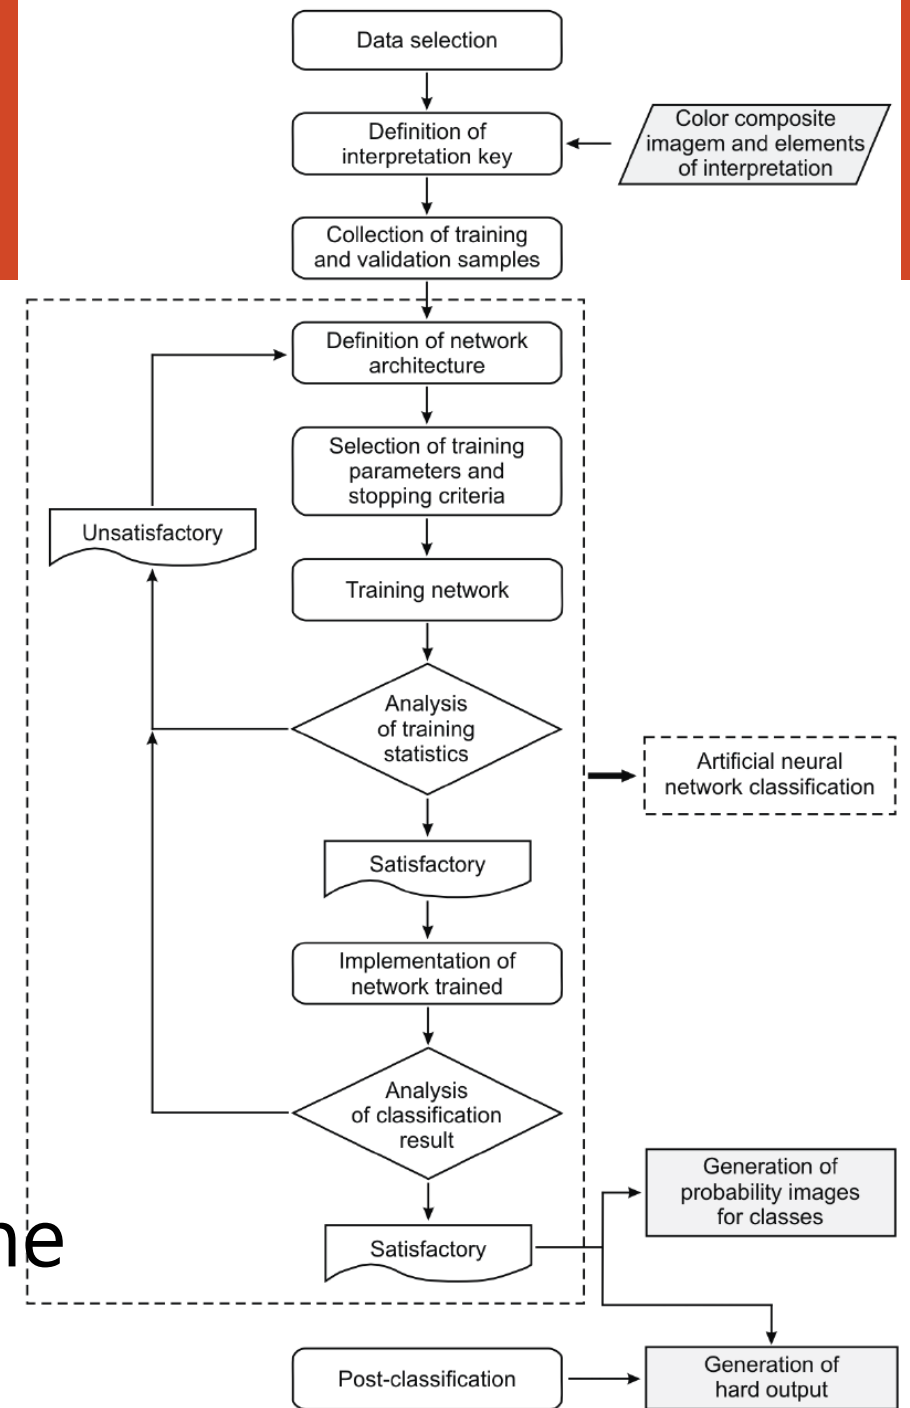 Data selection
Definition of
interpretation key
Color composite
imagem and elements
of interpretation
Collection of training
and validation samples
Definition of network
architecture
Selection of training
parameters and
stopping criteria
Unsatisfactory
Training network
Analysis
of training
statistics
Artificial neural
network classification
Satisfactory
Implementation of
network trained
Analysis
of classification
result
Generation of
probability images
for classes
Satisfactory
Post-classification
Generation of
hard output